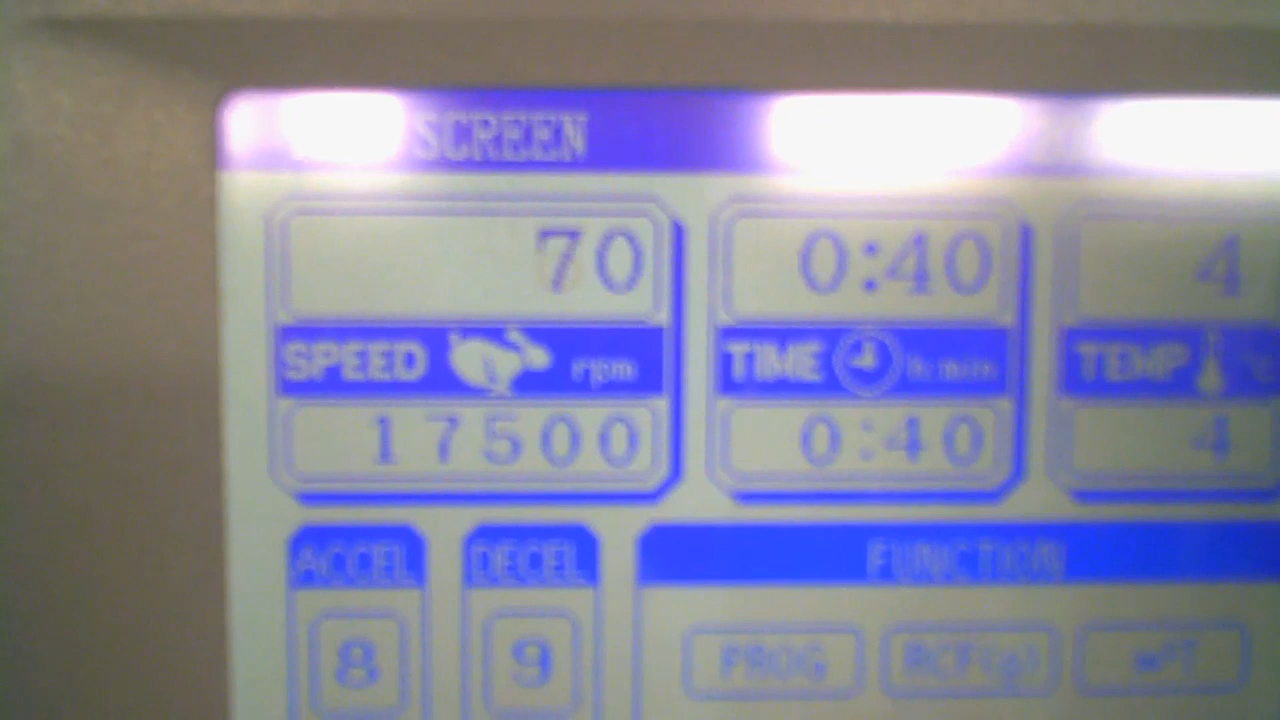 SCREEN
70 0:40 4
SPEED rpm TIME h:min TEMP °C
17500 0:40 4
ACCEL DECEL FUNCTION
8 9 PROG RCF(g) ω²T